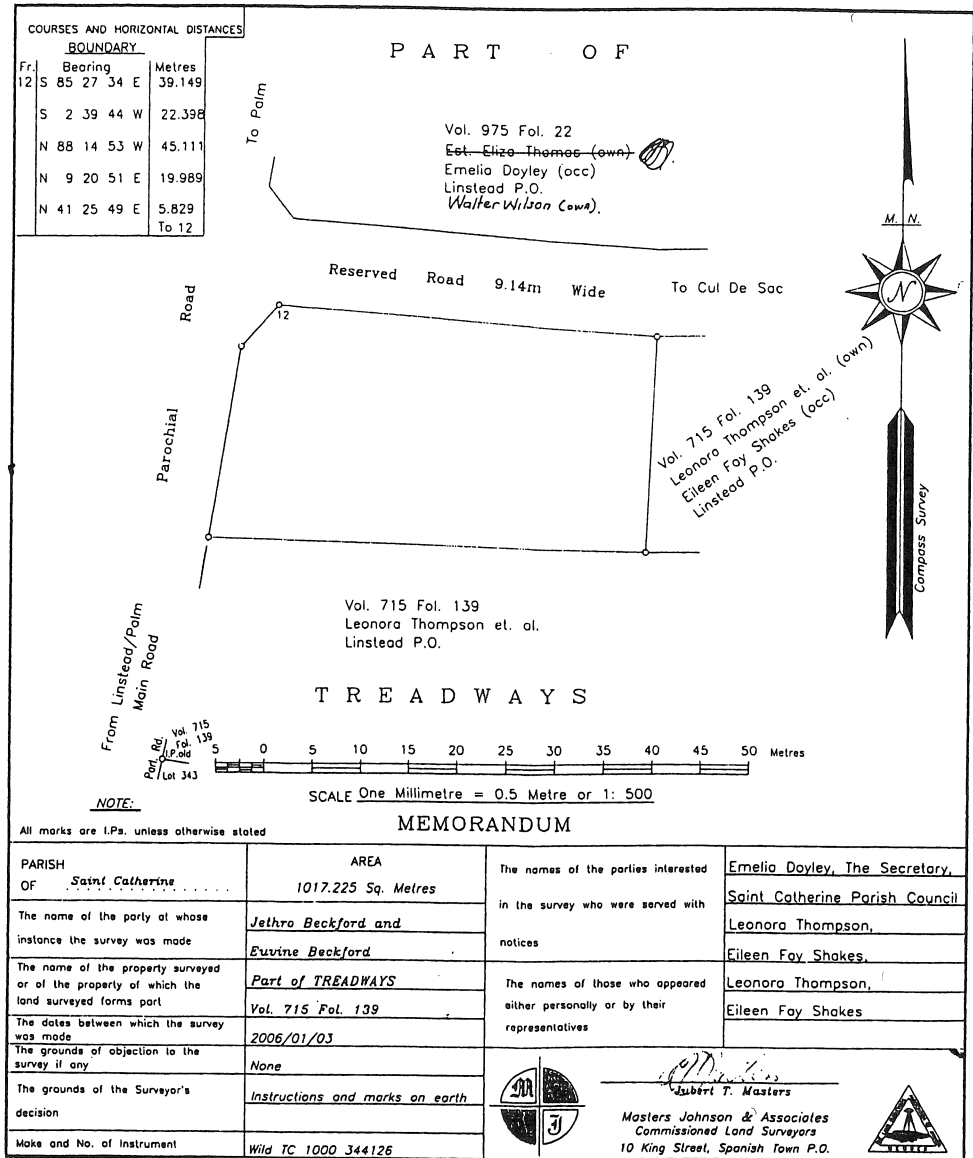 COURSES AND HORIZONTAL DISTANCES
BOUNDARY
Fr. Bearing Metres
12 S 85 27 34 E 39.149
S 2 39 44 W 22.398
N 88 14 53 W 45.111
N 9 20 51 E 19.989
N 41 25 49 E 5.829
To 12
PART OF
To Palm
Vol. 975 Fol. 22
Est. Eliza Thomas (own)
Emelia Doyley (occ)
Linstead P.O.
Walter Wilson (own).
M. N.
N
Reserved Road 9.14m Wide
To Cul De Sac
12
Parochial Road
Vol. 715 Fol. 139
Leonora Thompson et. al. (own)
Eileen Fay Shakes (occ)
Linstead P.O.
Compass Survey
Vol. 715 Fol. 139
Leonora Thompson et. al.
Linstead P.O.
From Linstead/Palm
Main Road
TREADWAYS
Vol. 715
Fol. 139
I.P.old
Part. Rd.
Lot 343
5 0 5 10 15 20 25 30 35 40 45 50 Metres
SCALE One Millimetre = 0.5 Metre or 1: 500
NOTE:
All marks are I.Ps. unless otherwise stated
MEMORANDUM
PARISH
OF Saint Catherine
AREA
1017.225 Sq. Metres
The name of the party at whose
instance the survey was made
Jethro Beckford and
Euvine Beckford
The name of the property surveyed
or of the property of which the
land surveyed forms part
Part of TREADWAYS
Vol. 715 Fol. 139
The dates between which the survey
was made
2006/01/03
The grounds of objection to the
survey if any
None
The grounds of the Surveyor's
decision
Instructions and marks on earth
Make and No. of Instrument
Wild TC 1000 344126
The names of the parties interested
in the survey who were served with
notices
Emelia Doyley, The Secretary,
Saint Catherine Parish Council
Leonora Thompson,
Eileen Fay Shakes,
The names of those who appeared
either personally or by their
representatives
Leonora Thompson,
Eileen Fay Shakes
M J
Jubert T. Masters
Masters Johnson & Associates
Commissioned Land Surveyors
10 King Street, Spanish Town P.O.
MEMBER